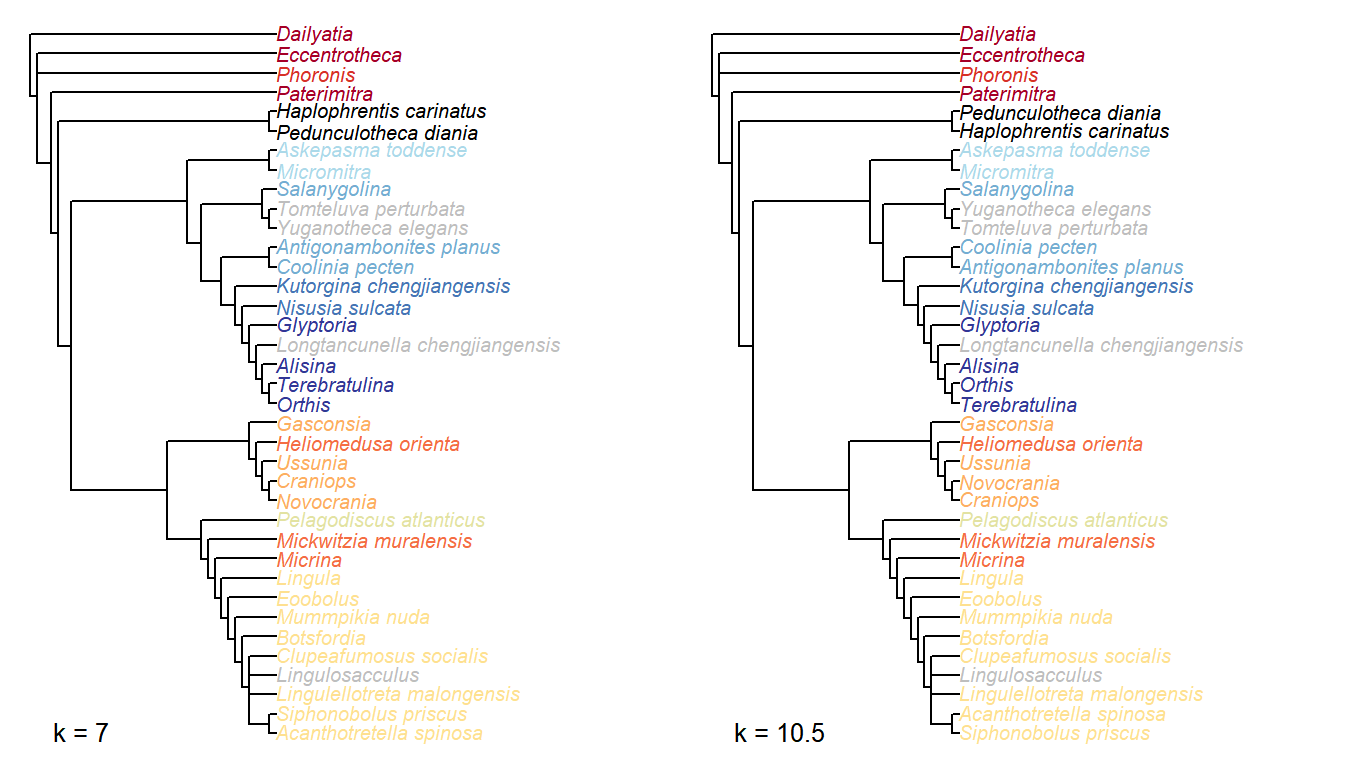 Dailyatia
Eccentrotheca
Phoronis
Paterimitra
Haplophrentis carinatus
Pedunculotheca diania
Askepasma toddense
Micromitra
Salanygolina
Tomteluva perturbata
Yuganotheca elegans
Antigonambonites planus
Coolinia pecten
Kutorgina chengjiangensis
Nisusia sulcata
Glyptoria
Longtancunella chengjiangensis
Alisina
Terebratulina
Orthis
Gasconsia
Heliomedusa orienta
Ussunia
Craniops
Novocrania
Pelagodiscus atlanticus
Mickwitzia muralensis
Micrina
Lingula
Eoobolus
Mummpikia nuda
Botsfordia
Clupeafumosus socialis
Lingulosacculus
Lingulellotreta malongensis
Siphonobolus priscus
Acanthotretella spinosa
k = 7
Dailyatia
Eccentrotheca
Phoronis
Paterimitra
Pedunculotheca diania
Haplophrentis carinatus
Askepasma toddense
Micromitra
Salanygolina
Yuganotheca elegans
Tomteluva perturbata
Coolinia pecten
Antigonambonites planus
Kutorgina chengjiangensis
Nisusia sulcata
Glyptoria
Longtancunella chengjiangensis
Alisina
Orthis
Terebratulina
Gasconsia
Heliomedusa orienta
Ussunia
Novocrania
Craniops
Pelagodiscus atlanticus
Mickwitzia muralensis
Micrina
Lingula
Eoobolus
Mummpikia nuda
Botsfordia
Clupeafumosus socialis
Lingulosacculus
Lingulellotreta malongensis
Acanthotretella spinosa
Siphonobolus priscus
k = 10.5